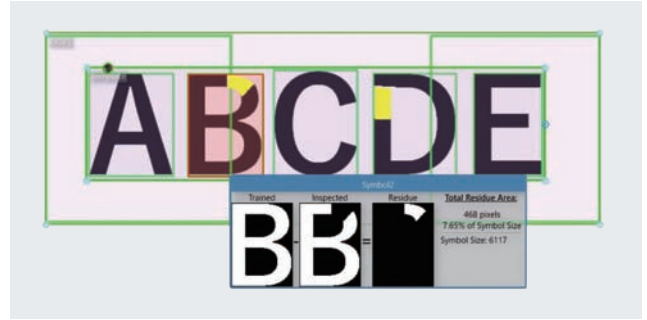 ABCDE
Symbol2
Trained Inspected Residue Total Residue Area:
B - B =
468 pixels
7.65% of Symbol Size
Symbol Size: 6117